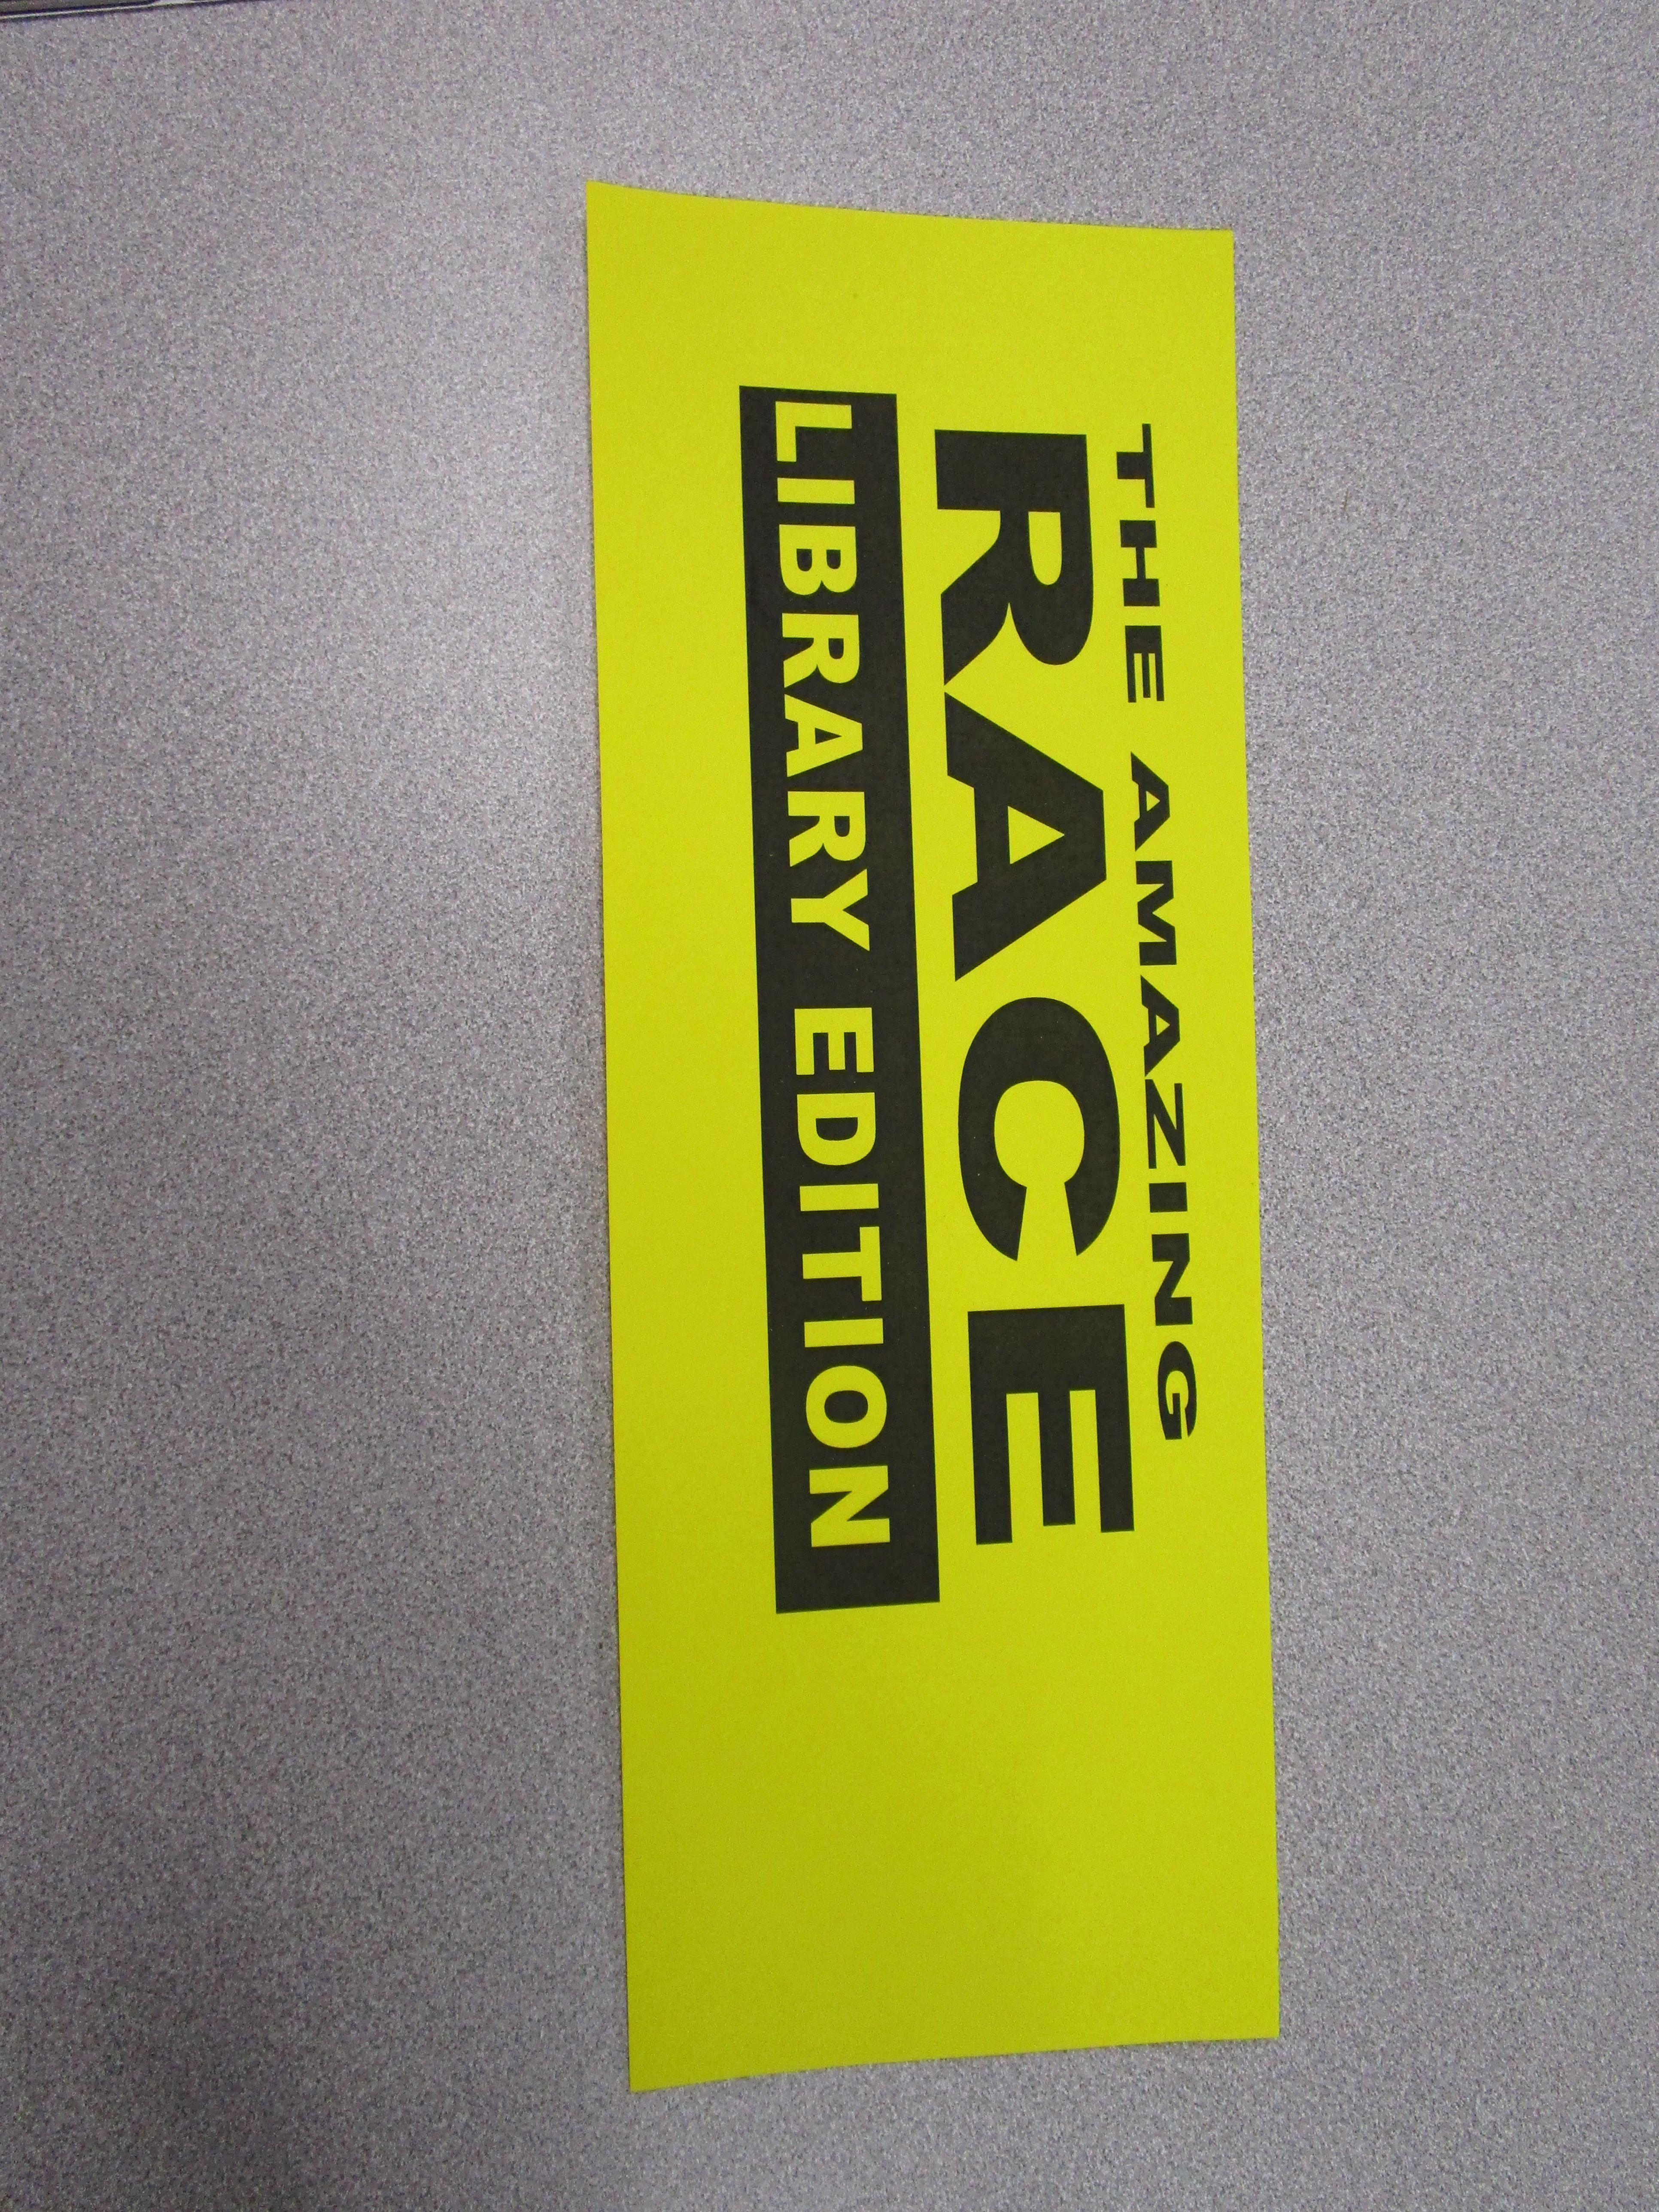 THE AMAZING
RACE
LIBRARY EDITION